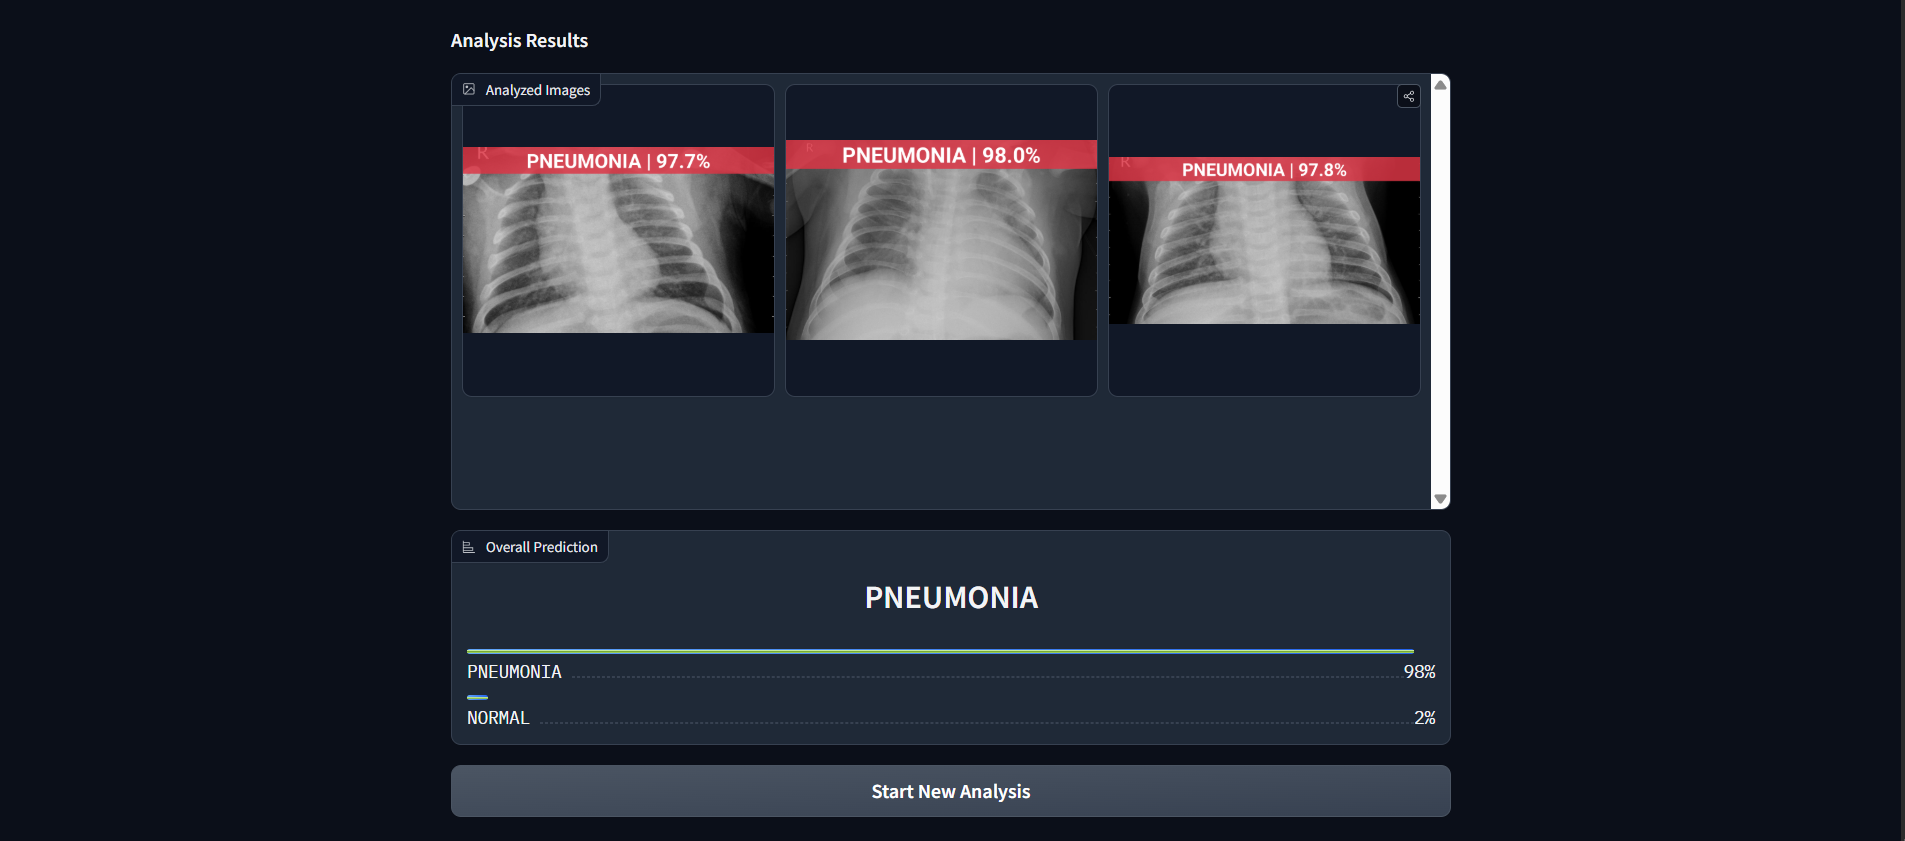 Analysis Results
Analyzed Images
R
PNEUMONIA | 97.7%
R
PNEUMONIA | 98.0%
R
PNEUMONIA | 97.8%
Overall Prediction
PNEUMONIA
PNEUMONIA 98%
NORMAL 2%
Start New Analysis